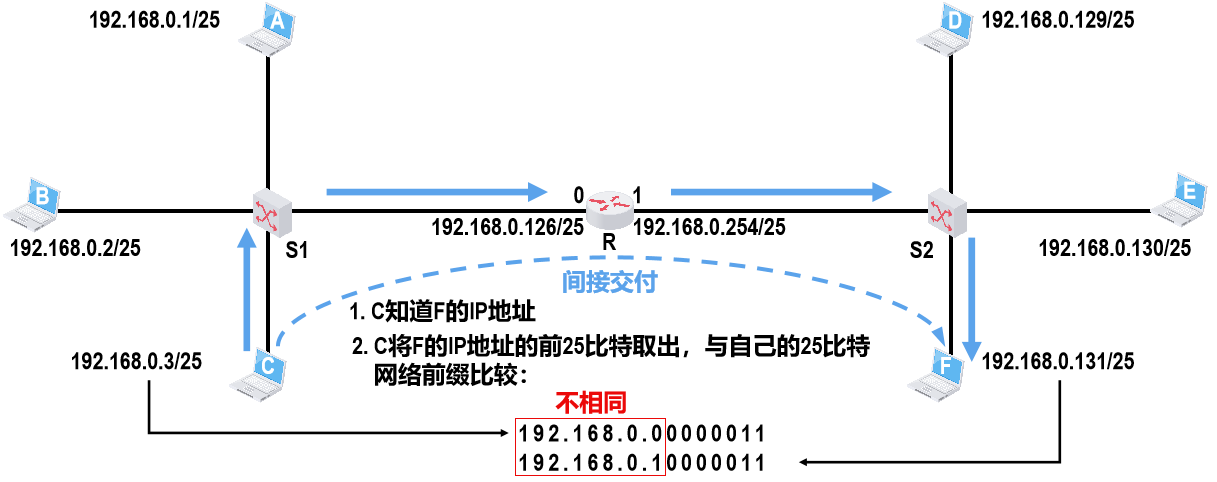 A
192.168.0.1/25
D
192.168.0.129/25
B
192.168.0.2/25
S1
0
1
192.168.0.126/25
192.168.0.254/25
R
S2
E
192.168.0.130/25
间接交付
1. C知道F的IP地址
2. C将F的IP地址的前25比特取出，与自己的25比特
网络前缀比较：
192.168.0.3/25
C
F
192.168.0.131/25
不相同
192.168.0.00000011
192.168.0.10000011